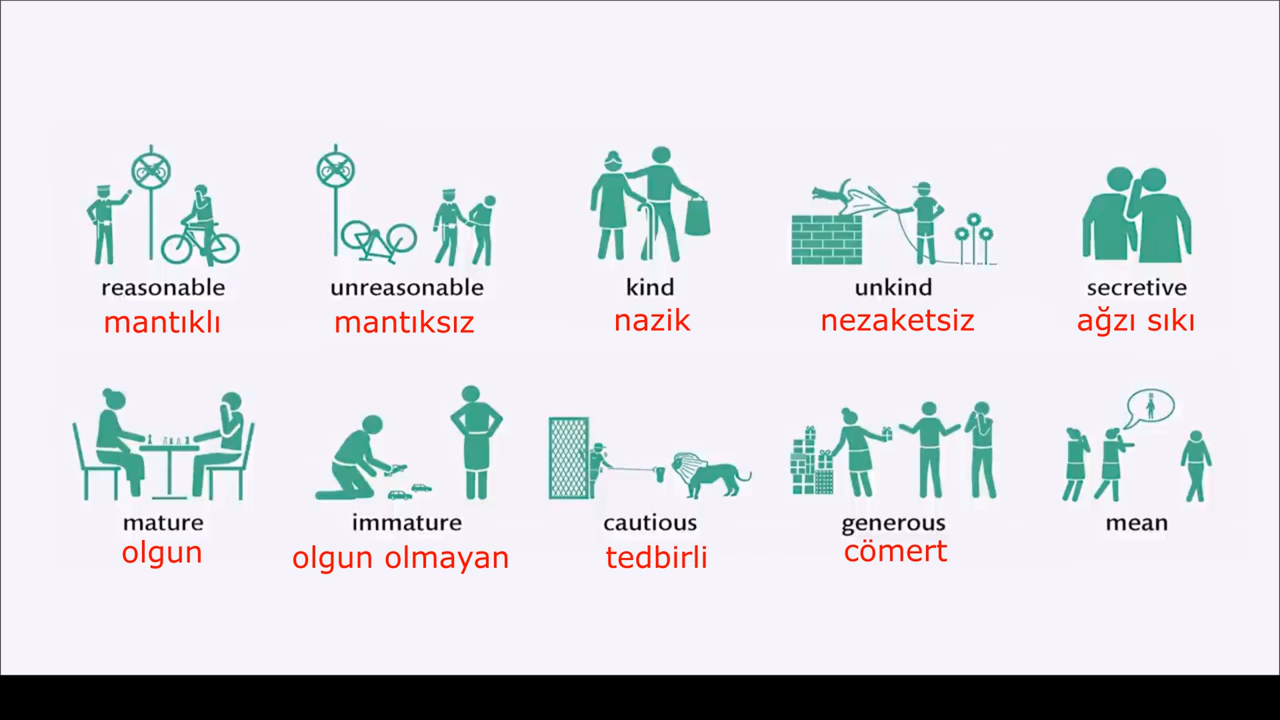 reasonable
mantıklı
unreasonable
mantıksız
kind
nazik
unkind
nezaketsiz
secretive
ağzı sıkı
mature
olgun
immature
olgun olmayan
cautious
tedbirli
generous
cömert
mean